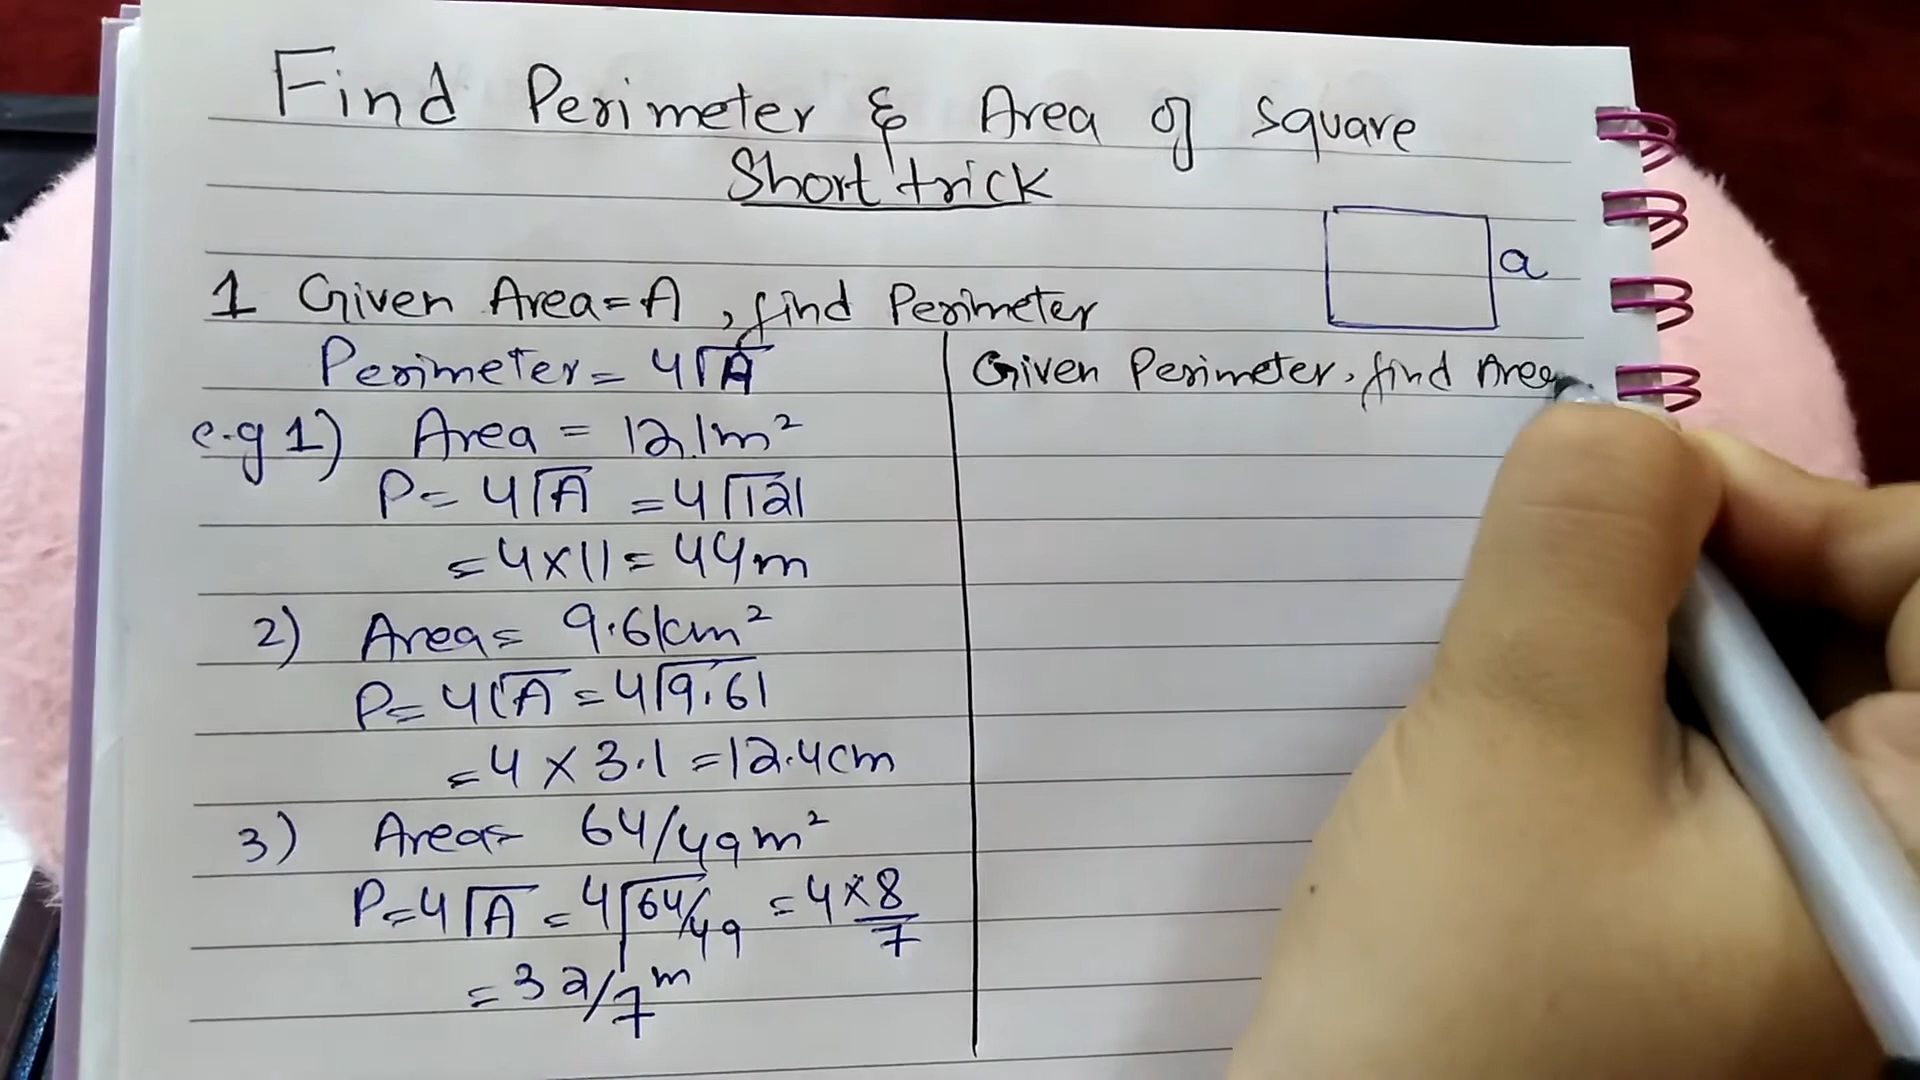 Find Perimeter & Area of square
Short trick
a
1 Given Area=A, find Perimeter
Perimeter = 4√A
e.g 1) Area = 121m²
P= 4√A = 4√121
= 4×11= 44m
2) Area= 9.61cm²
P= 4√A = 4√9.61
= 4 × 3.1 = 12.4cm
3) Area= 64/49m²
P=4√A = 4√64/49 = 4×8/7
= 32/7 m
Given Perimeter, find Area